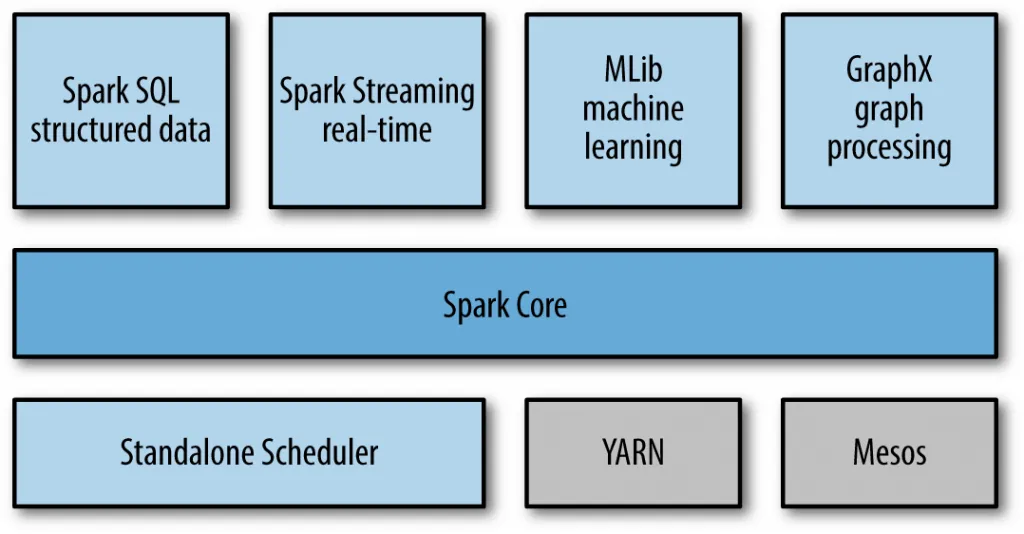 Spark SQL
structured data
Spark Streaming
real-time
MLib
machine
learning
GraphX
graph
processing
Spark Core
Standalone Scheduler
YARN
Mesos